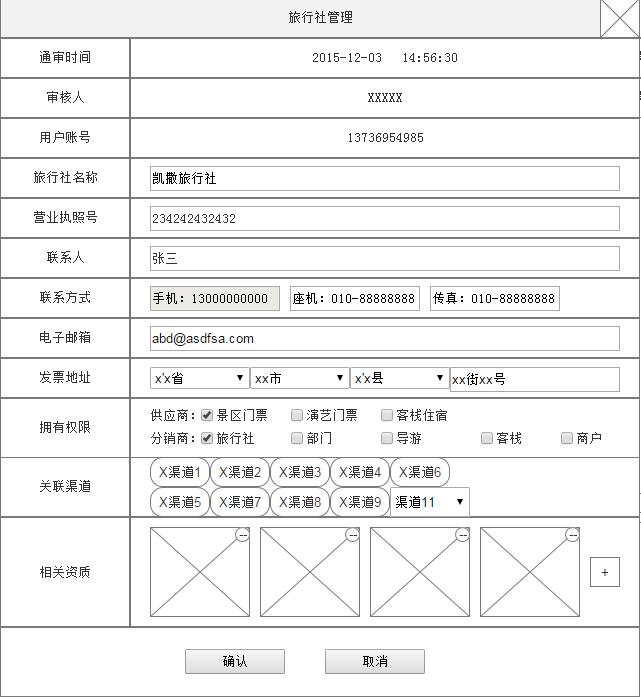 旅行社管理
通审时间 2015-12-03 14:56:30
审核人 XXXXX
用户账号 13736954985
旅行社名称 凯撒旅行社
营业执照号 234242432432
联系人 张三
联系方式 手机：13000000000 座机：010-88888888 传真：010-88888888
电子邮箱 abd@asdfsa.com
发票地址 x'x省 xx市 x'x县 xx街xx号
拥有权限 供应商： 景区门票 演艺门票 客栈住宿
分销商： 旅行社 部门 导游 客栈 商户
关联渠道 X渠道1 X渠道2 X渠道3 X渠道4 X渠道6
X渠道5 X渠道7 X渠道8 X渠道9 渠道11
相关资质 -- -- -- -- +
确认 取消